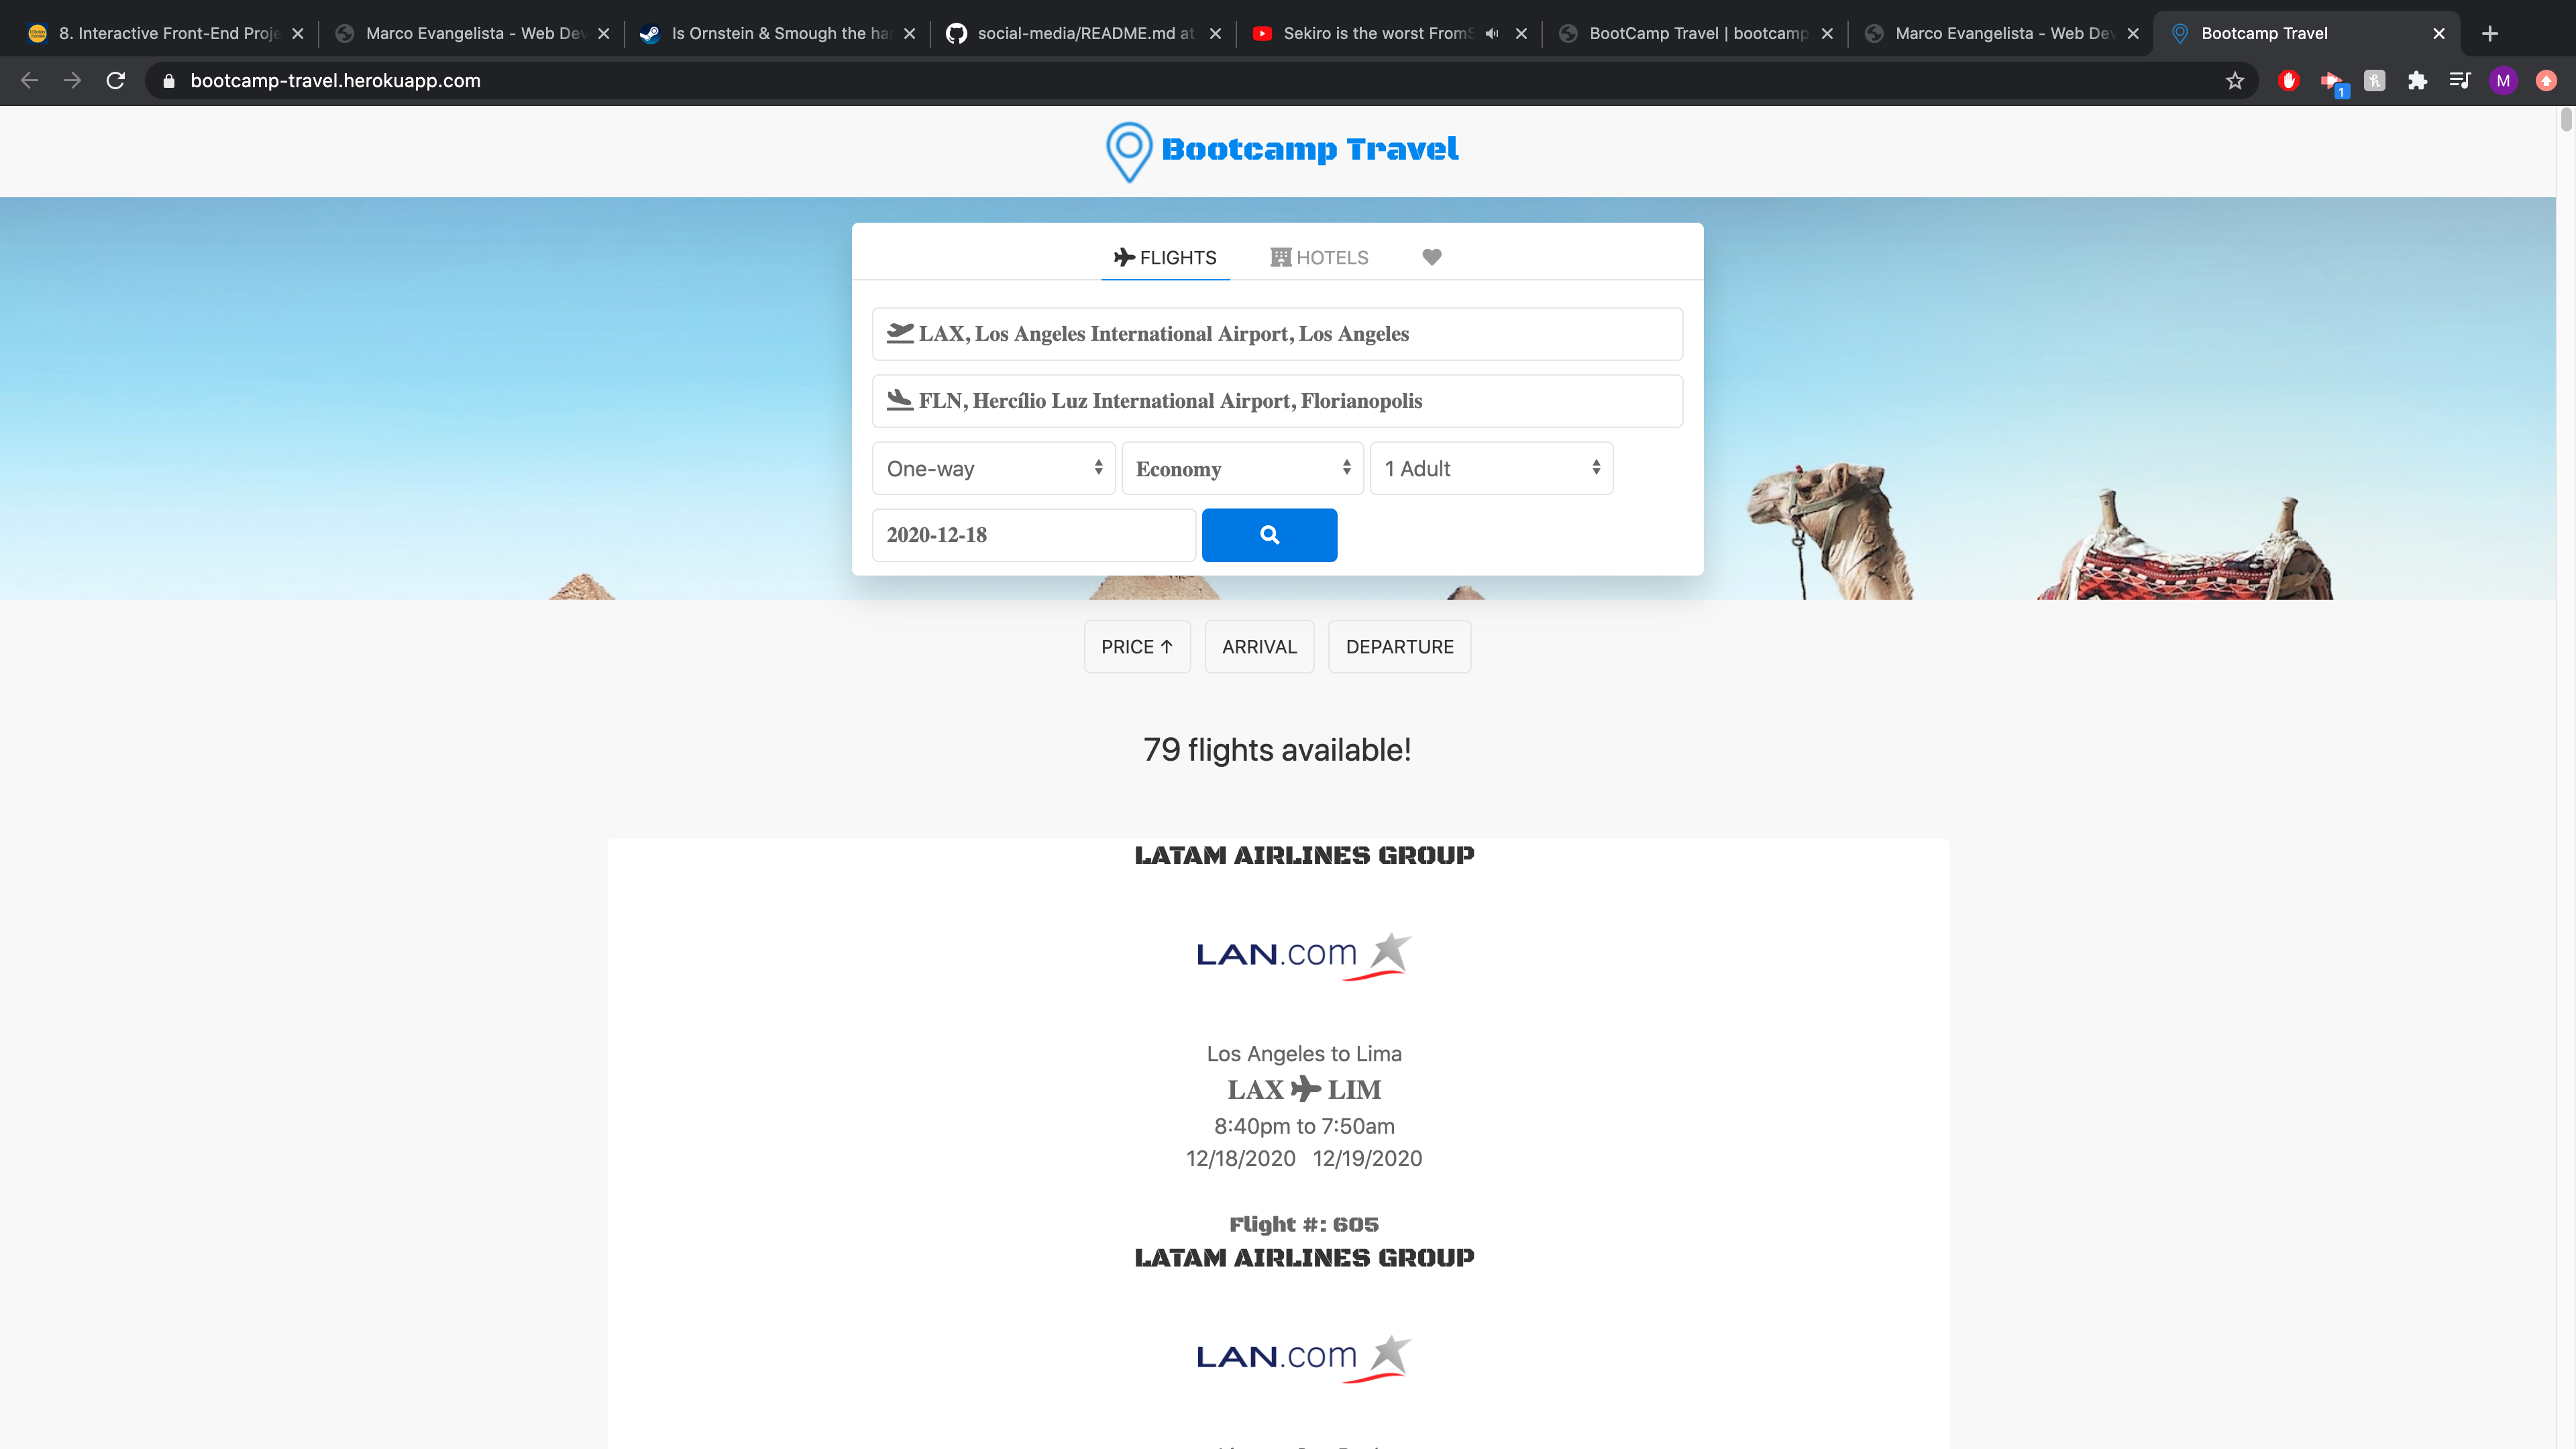 8. Interactive Front-End Proje
Marco Evangelista - Web Dev
Is Ornstein & Smough the ha
social-media/README.md at
Sekiro is the worst FromS
BootCamp Travel | bootcamp
Marco Evangelista - Web Dev
Bootcamp Travel
bootcamp-travel.herokuapp.com
1
M
Bootcamp Travel
FLIGHTS
HOTELS
LAX, Los Angeles International Airport, Los Angeles
FLN, Hercílio Luz International Airport, Florianopolis
One-way
Economy
1 Adult
2020-12-18
PRICE ↑
ARRIVAL
DEPARTURE
79 flights available!
LATAM AIRLINES GROUP
LAN.com
Los Angeles to Lima
LAX LIM
8:40pm to 7:50am
12/18/2020 12/19/2020
Flight #: 605
LATAM AIRLINES GROUP
LAN.com